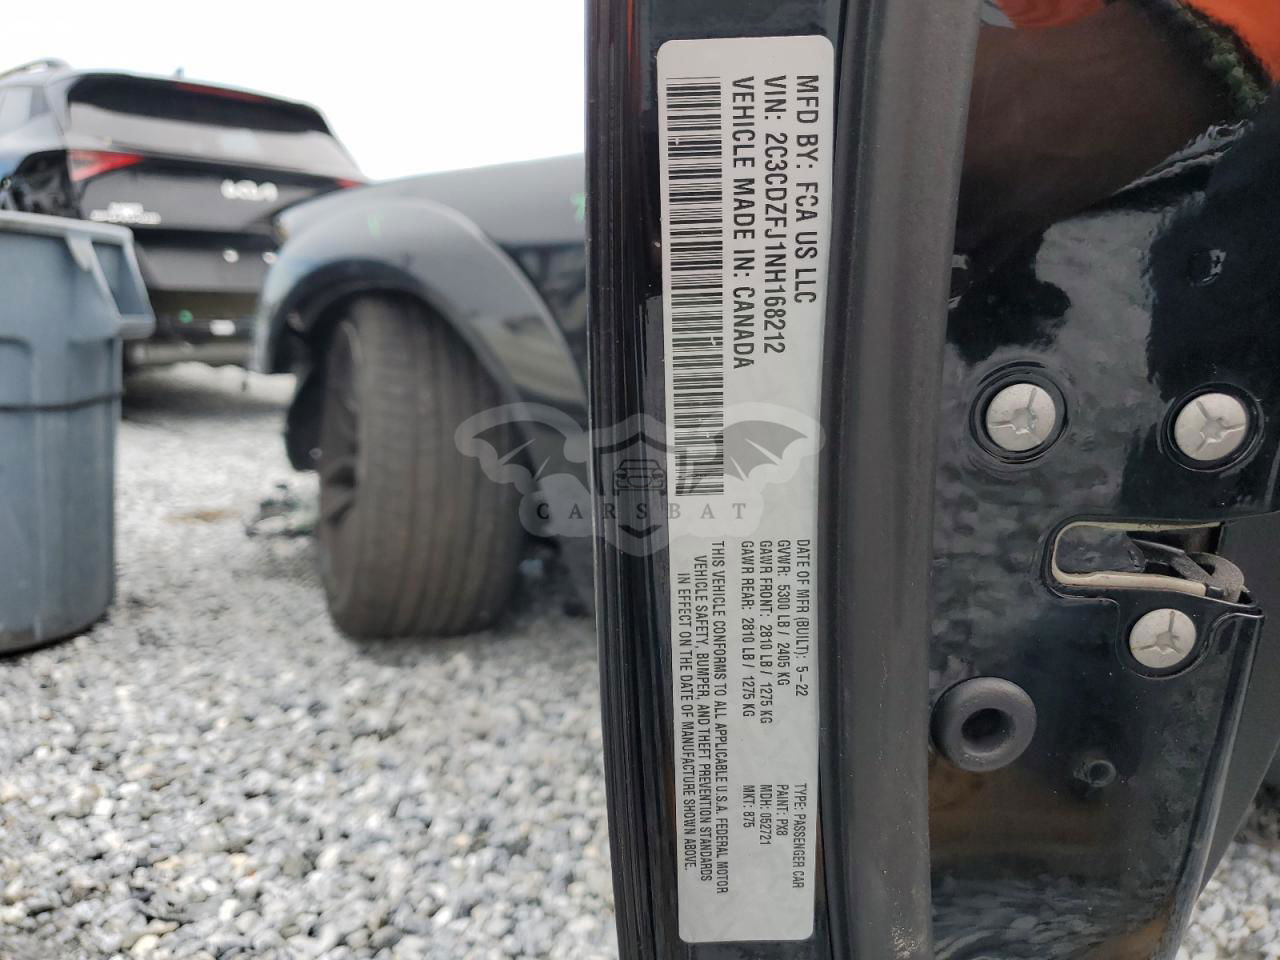 MFD BY: FCA US LLC
VIN: 2C3CDZFJ1NH168212
VEHICLE MADE IN: CANADA
DATE OF MFR (BUILT): 5-22
GVWR: 5300 LB / 2405 KG
GAWR FRONT: 2810 LB / 1275 KG
GAWR REAR: 2810 LB / 1275 KG
THIS VEHICLE CONFORMS TO ALL APPLICABLE U.S.A. FEDERAL MOTOR
VEHICLE SAFETY, BUMPER, AND THEFT PREVENTION STANDARDS
IN EFFECT ON THE DATE OF MANUFACTURE SHOWN ABOVE.
TYPE: PASSENGER CAR
PAINT: PX8
MDH: 052721
MKT: 875
CARSBAT
KIA